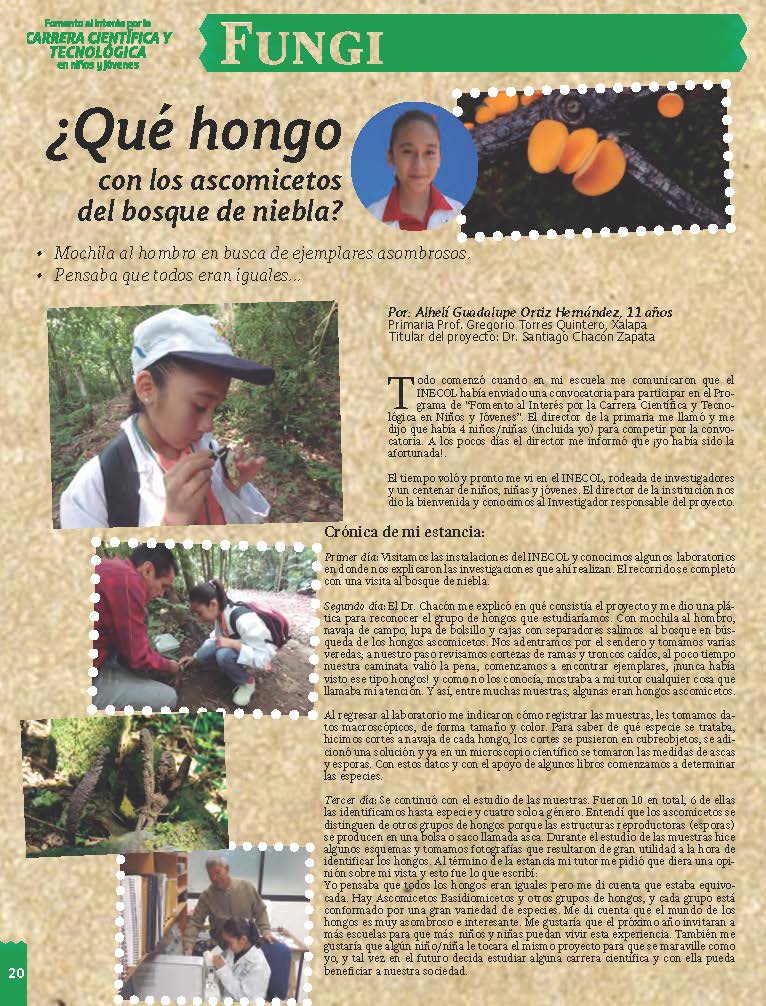 Fomento al interés por la
CARRERA CIENTÍFICA Y
TECNOLÓGICA
en niños y jóvenes
FUNGI
¿Qué hongo
con los ascomicetos
del bosque de niebla?
• Mochila al hombro en busca de ejemplares asombrosos.
• Pensaba que todos eran iguales...
Por: Alhelí Guadalupe Ortiz Hernández, 11 años
Primaria Prof. Gregorio Torres Quintero, Xalapa
Titular del proyecto: Dr. Santiago Chacón Zapata
Todo comenzó cuando en mi escuela me comunicaron que el
INECOL había enviado una convocatoria para participar en el Pro-
grama de "Fomento al Interés por la Carrera Científica y Tecno-
lógica en Niños y Jóvenes". El director de la primaria me llamó y me
dijo que había 4 niños/niñas (incluida yo) para competir por la convo-
catoria. A los pocos días el director me informó que ¡yo había sido la
afortunada!.
El tiempo voló y pronto me vi en el INECOL, rodeada de investigadores
y un centenar de niños, niñas y jóvenes. El director de la institución nos
dio la bienvenida y conocimos al Investigador responsable del proyecto.
Crónica de mi estancia:
Primer día: Visitamos las instalaciones del INECOL y conocimos algunos laboratorios
en donde nos explicaron las investigaciones que ahí realizan. El recorrido se completó
con una visita al bosque de niebla.
Segundo día: El Dr. Chacón me explicó en qué consistía el proyecto y me dio una plá-
tica para reconocer el grupo de hongos que estudiaríamos. Con mochila al hombro,
navaja de campo, lupa de bolsillo y cajas con separadores salimos al bosque en bús-
queda de los hongos ascomicetos. Nos adentramos por el sendero y tomamos varias
veredas; a nuestro paso revisamos cortezas de ramas y troncos caídos, al poco tiempo
nuestra caminata valió la pena, comenzamos a encontrar ejemplares, ¡nunca había
visto ese tipo hongos! y como no los conocía, mostraba a mi tutor cualquier cosa que
llamaba mi atención. Y así, entre muchas muestras, algunas eran hongos ascomicetos.
Al regresar al laboratorio me indicaron cómo registrar las muestras, les tomamos da-
tos macroscópicos, de forma tamaño y color. Para saber de qué especie se trataba,
hicimos cortes a navaja de cada hongo, los cortes se pusieron en cubreobjetos, se adi-
cionó una solución y ya en un microscopio científico se tomaron las medidas de ascas
y esporas. Con estos datos y con el apoyo de algunos libros comenzamos a determinar
las especies.
Tercer día: Se continuó con el estudio de las muestras. Fueron 10 en total, 6 de ellas
las identificamos hasta especie y cuatro solo a género. Entendí que los ascomicetos se
distinguen de otros grupos de hongos porque las estructuras reproductoras (esporas)
se producen en una bolsa o saco llamada asca. Durante el estudio de las muestras hice
algunos esquemas y tomamos fotografías que resultaron de gran utilidad a la hora de
identificar los hongos. Al término de la estancia mi tutor me pidió que diera una opi-
nión sobre mi vista y esto fue lo que escribí:
Yo pensaba que todos los hongos eran iguales pero me di cuenta que estaba equivo-
cada. Hay Ascomicetos Basidiomicetos y otros grupos de hongos, y cada grupo está
conformado por una gran variedad de especies. Me di cuenta que el mundo de los
hongos es muy asombroso e interesante. Me gustaría que el próximo año invitaran a
más escuelas para que más niños y niñas puedan vivir esta experiencia. También me
gustaría que algún niño/niña le tocara el mismo proyecto para que se maraville como
yo, y tal vez en el futuro decida estudiar alguna carrera científica y con ella pueda
beneficiar a nuestra sociedad.
20